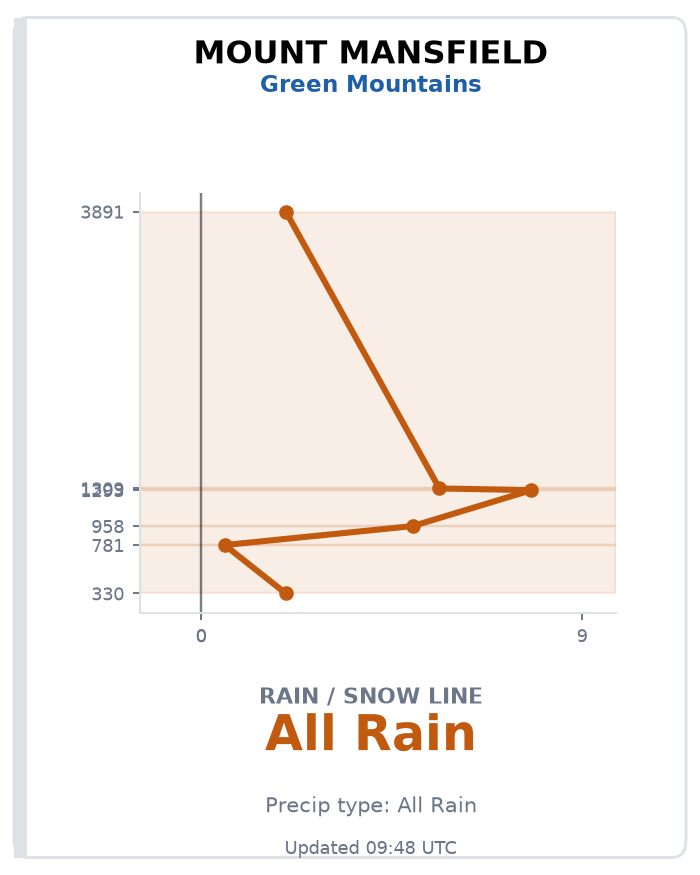 MOUNT MANSFIELD
Green Mountains
3891
958
781
330
0
9
RAIN / SNOW LINE
All Rain
Precip type: All Rain
Updated 09:48 UTC